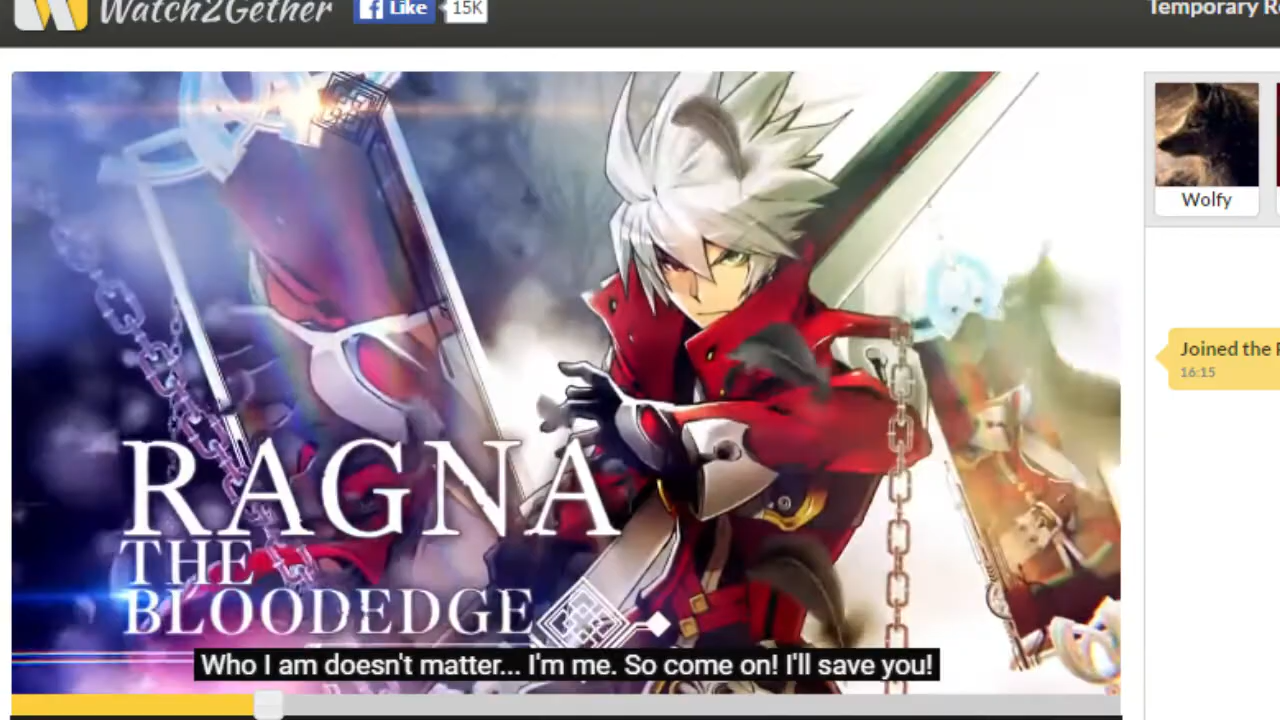 Watch2Gether
Like
15K
Temporary R
Wolfy
Joined the
16:15
RAGNA
THE
BLOODEDGE
Who I am doesn't matter... I'm me. So come on! I'll save you!